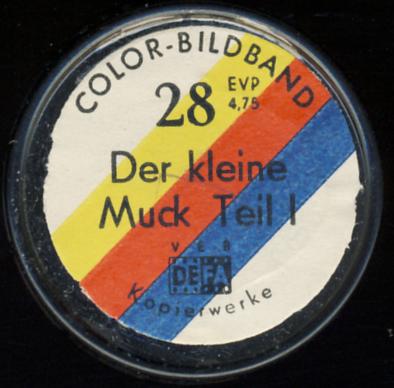 COLOR-BILDBAND
28 EVP 4,75
Der kleine
Muck Teil I
VEB
DEFA
Kopierwerke